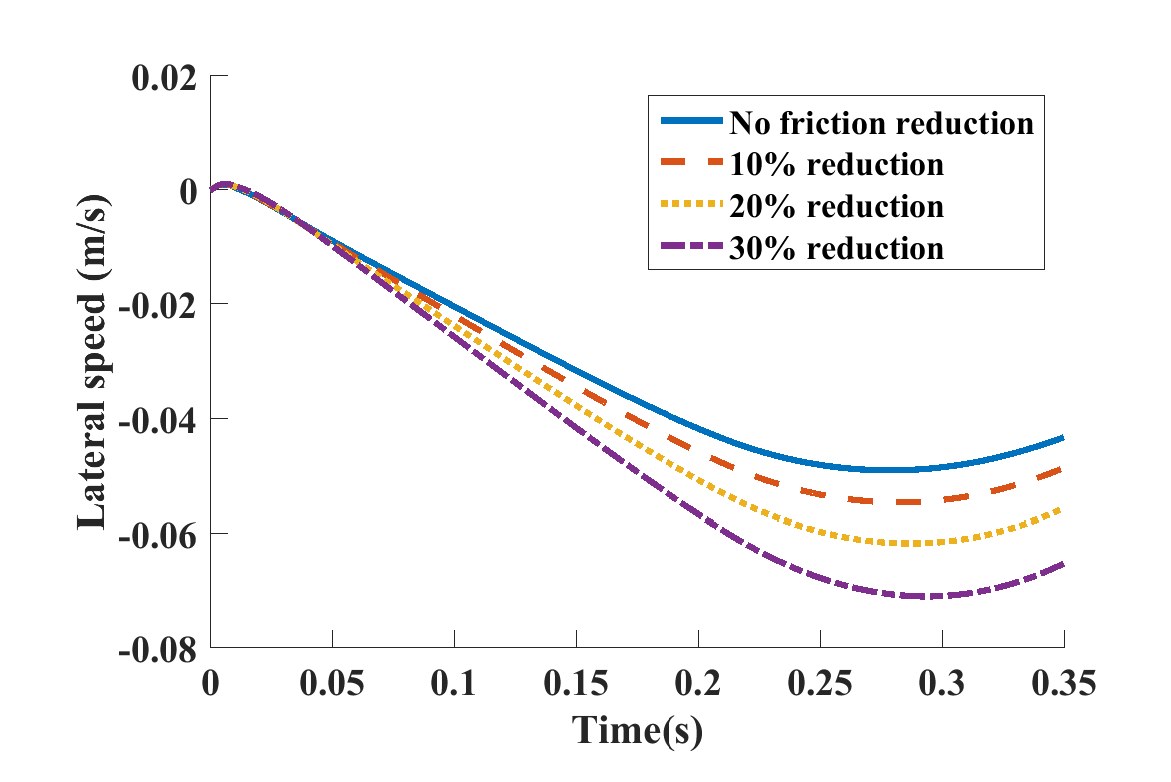 0.02
0
-0.02
-0.04
-0.06
-0.08
Lateral speed (m/s)
No friction reduction
10% reduction
20% reduction
30% reduction
0 0.05 0.1 0.15 0.2 0.25 0.3 0.35
Time(s)